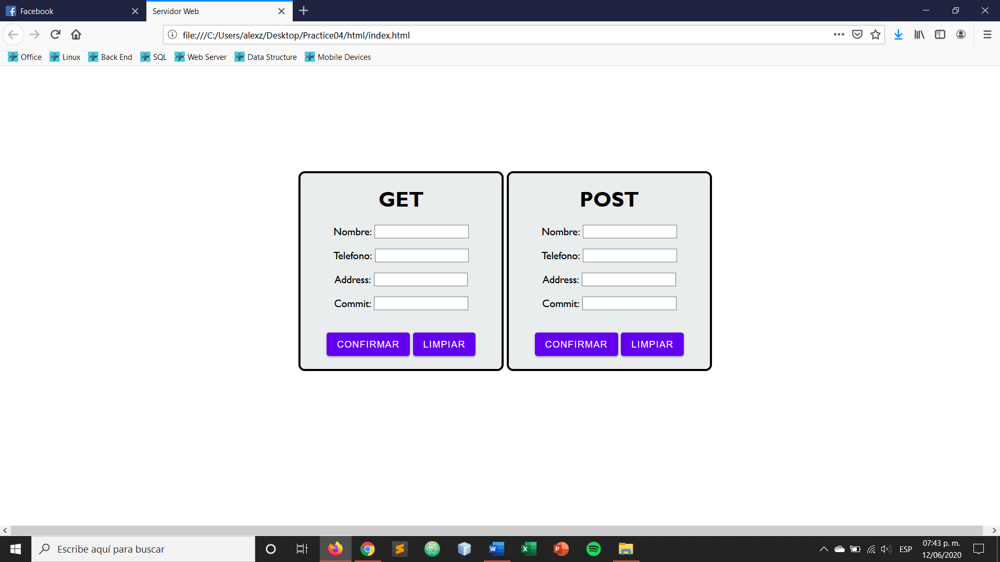 Facebook
Servidor Web
file:///C:/Users/alexz/Desktop/Practice04/html/index.html
Office Linux Back End SQL Web Server Data Structure Mobile Devices
GET
Nombre:
Telefono:
Address:
Commit:
CONFIRMAR LIMPIAR
POST
Nombre:
Telefono:
Address:
Commit:
CONFIRMAR LIMPIAR
Escribe aquí para buscar
ESP
07:43 p. m.
12/06/2020